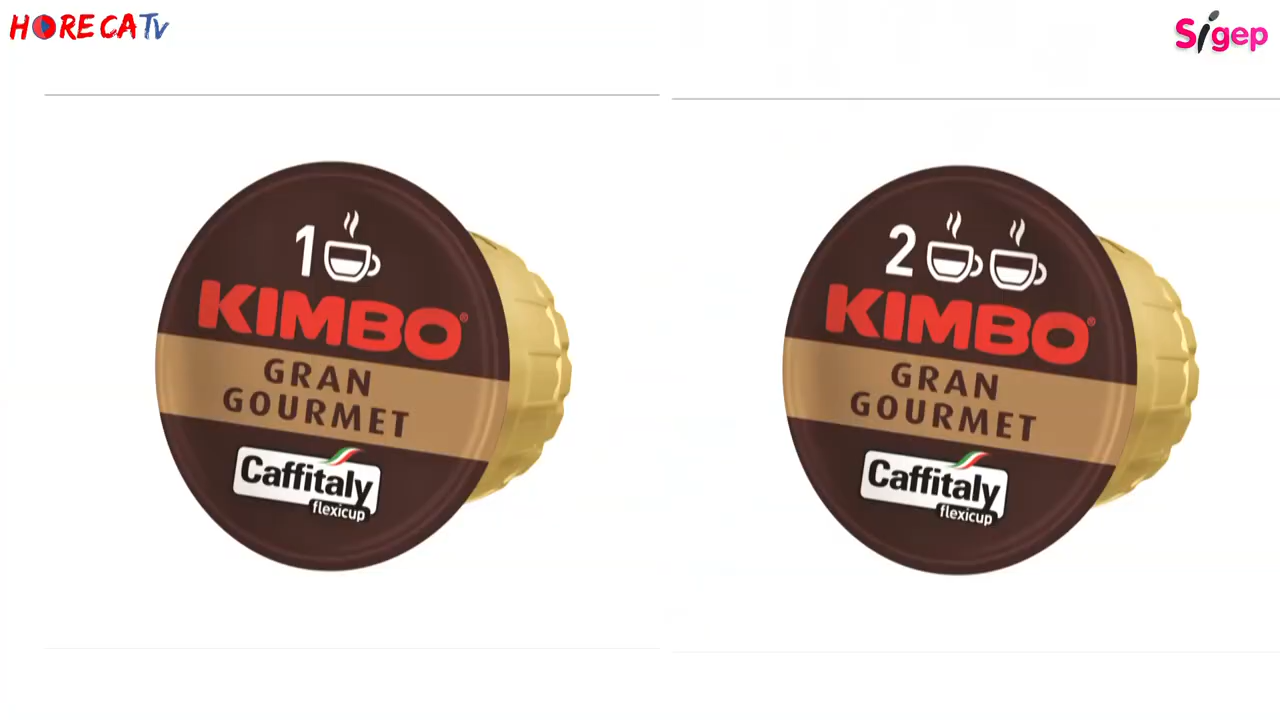 HORECATv
Sigep
1
KIMBO®
GRAN
GOURMET
Caffitaly
flexicup
2
KIMBO®
GRAN
GOURMET
Caffitaly
flexicup